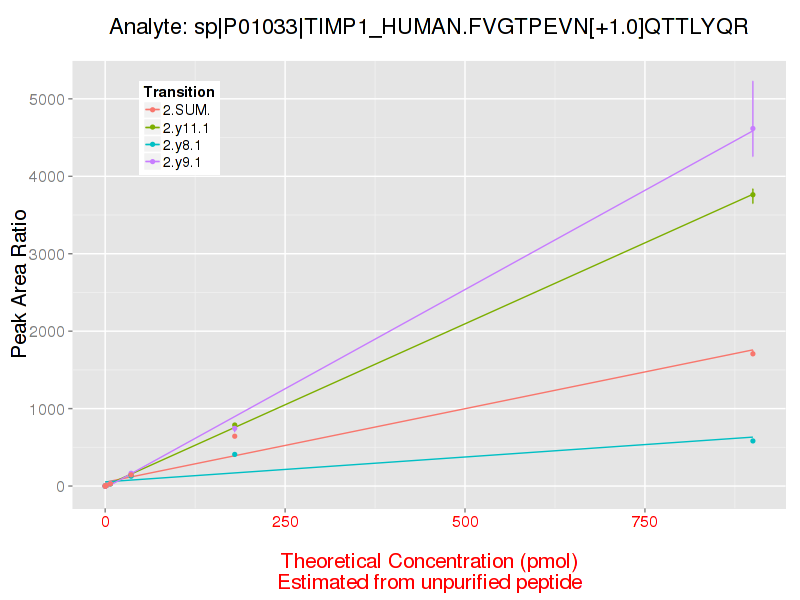 Analyte: sp|P01033|TIMP1_HUMAN.FVGTPEVN[+1.0]QTTLYQR
Peak Area Ratio
5000
4000
3000
2000
1000
0
Transition
2.SUM.
2.y11.1
2.y8.1
2.y9.1
0
250
500
750
Theoretical Concentration (pmol)
Estimated from unpurified peptide